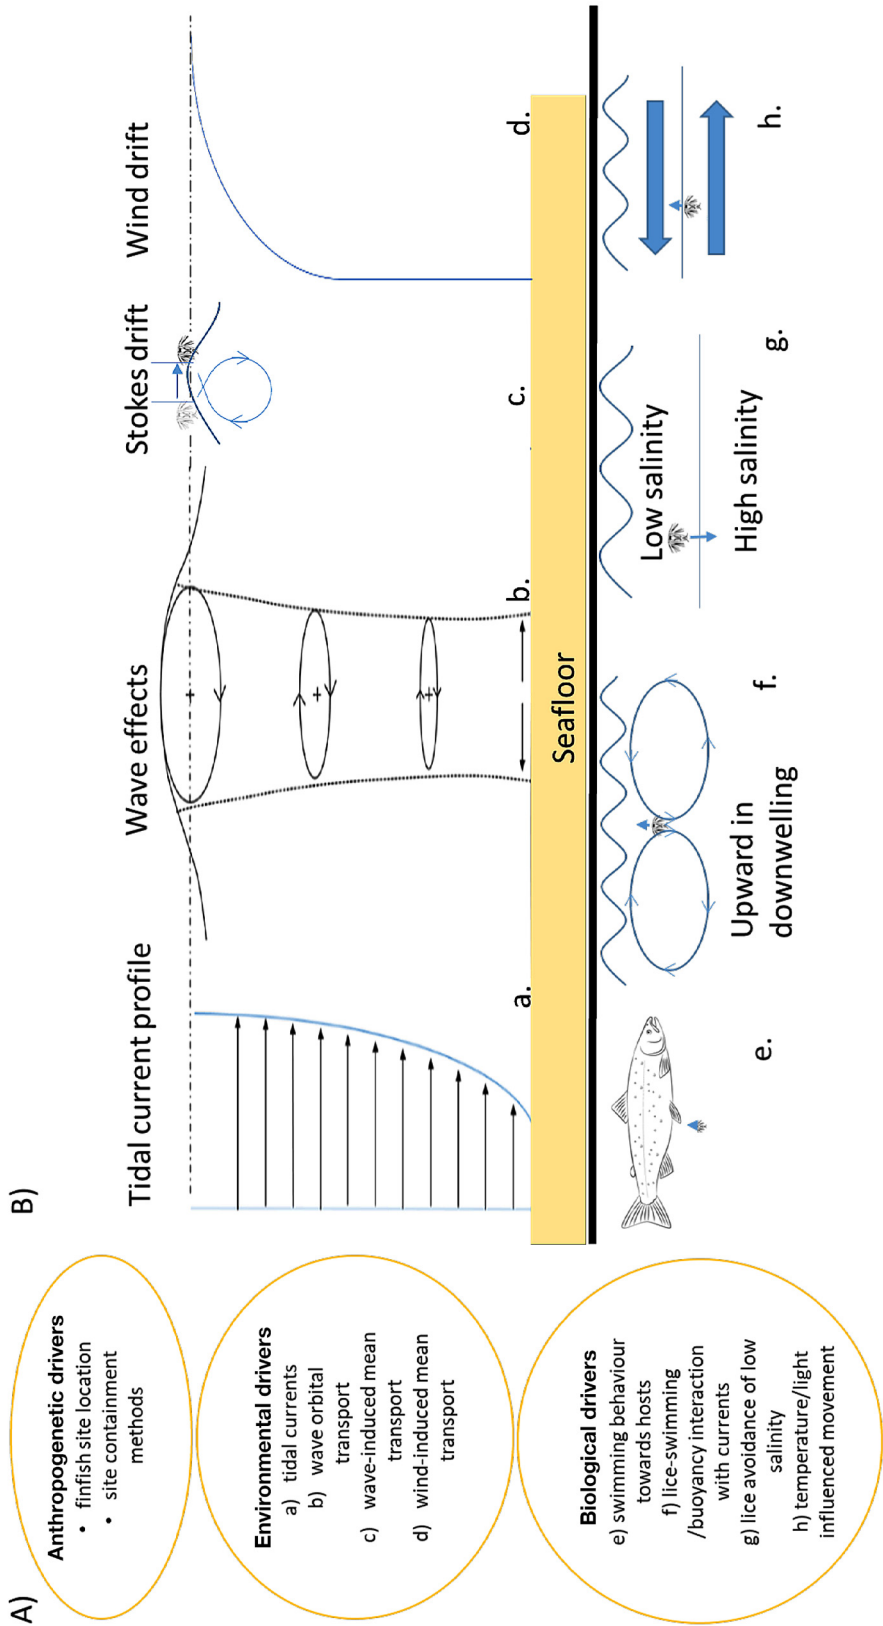 A)
Anthropogenetic drivers
• finfish site location
• site containment
methods
Environmental drivers
a) tidal currents
b) wave orbital
transport
c) wave-induced mean
transport
d) wind-induced mean
transport
Biological drivers
e) swimming behaviour
towards hosts
f) lice-swimming
/buoyancy interaction
with currents
g) lice avoidance of low
salinity
h) temperature/light
influenced movement
B)
Tidal current profile
Wave effects
Stokes drift
Wind drift
a.
b.
c.
d.
Seafloor
e.
Upward in
downwelling
f.
Low salinity
High salinity
g.
h.